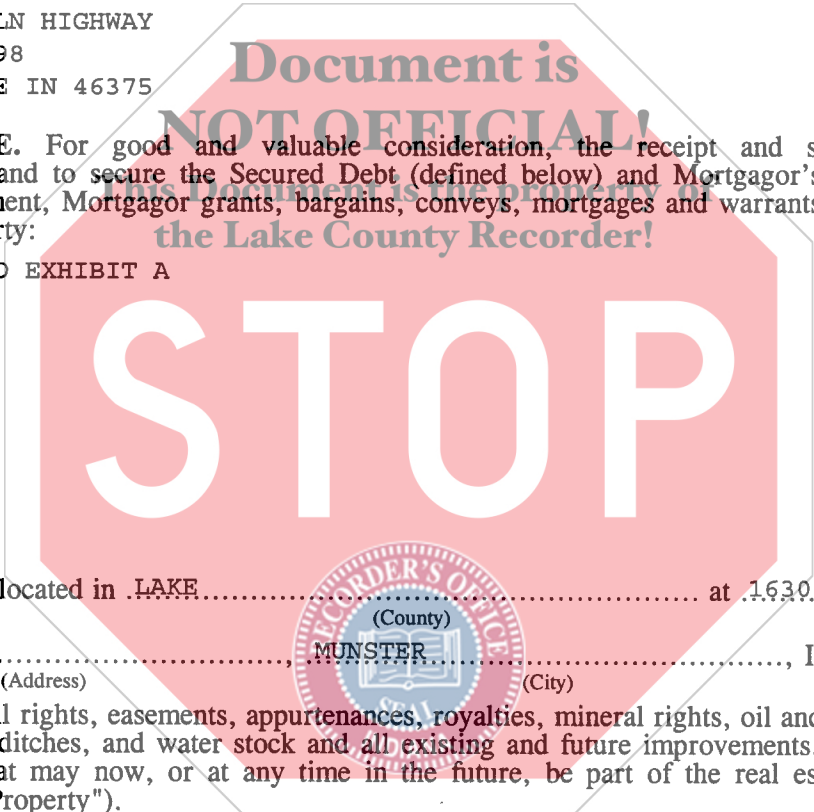 LN HIGHWAY
98
E IN 46375
Document is
NOT OFFICIAL!
This Document is the property of
the Lake County Recorder!
E. For good and valuable consideration, the receipt and s
and to secure the Secured Debt (defined below) and Mortgagor's
ent, Mortgagor grants, bargains, conveys, mortgages and warrants
rty:
D EXHIBIT A
STOP
located in .LAKE.................................................................. at .1630.
(County)
RECORDER'S OFFICE
SEAL
................................, .MUNSTER............................................., I
(Address) (City)
l rights, easements, appurtenances, royalties, mineral rights, oil and
ditches, and water stock and all existing and future improvements,
at may now, or at any time in the future, be part of the real es
Property").